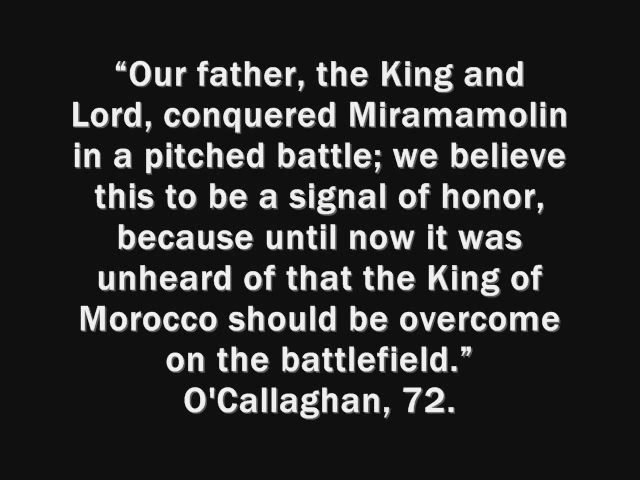 “Our father, the King and
Lord, conquered Miramamolin
in a pitched battle; we believe
this to be a signal of honor,
because until now it was
unheard of that the King of
Morocco should be overcome
on the battlefield.”
O'Callaghan, 72.